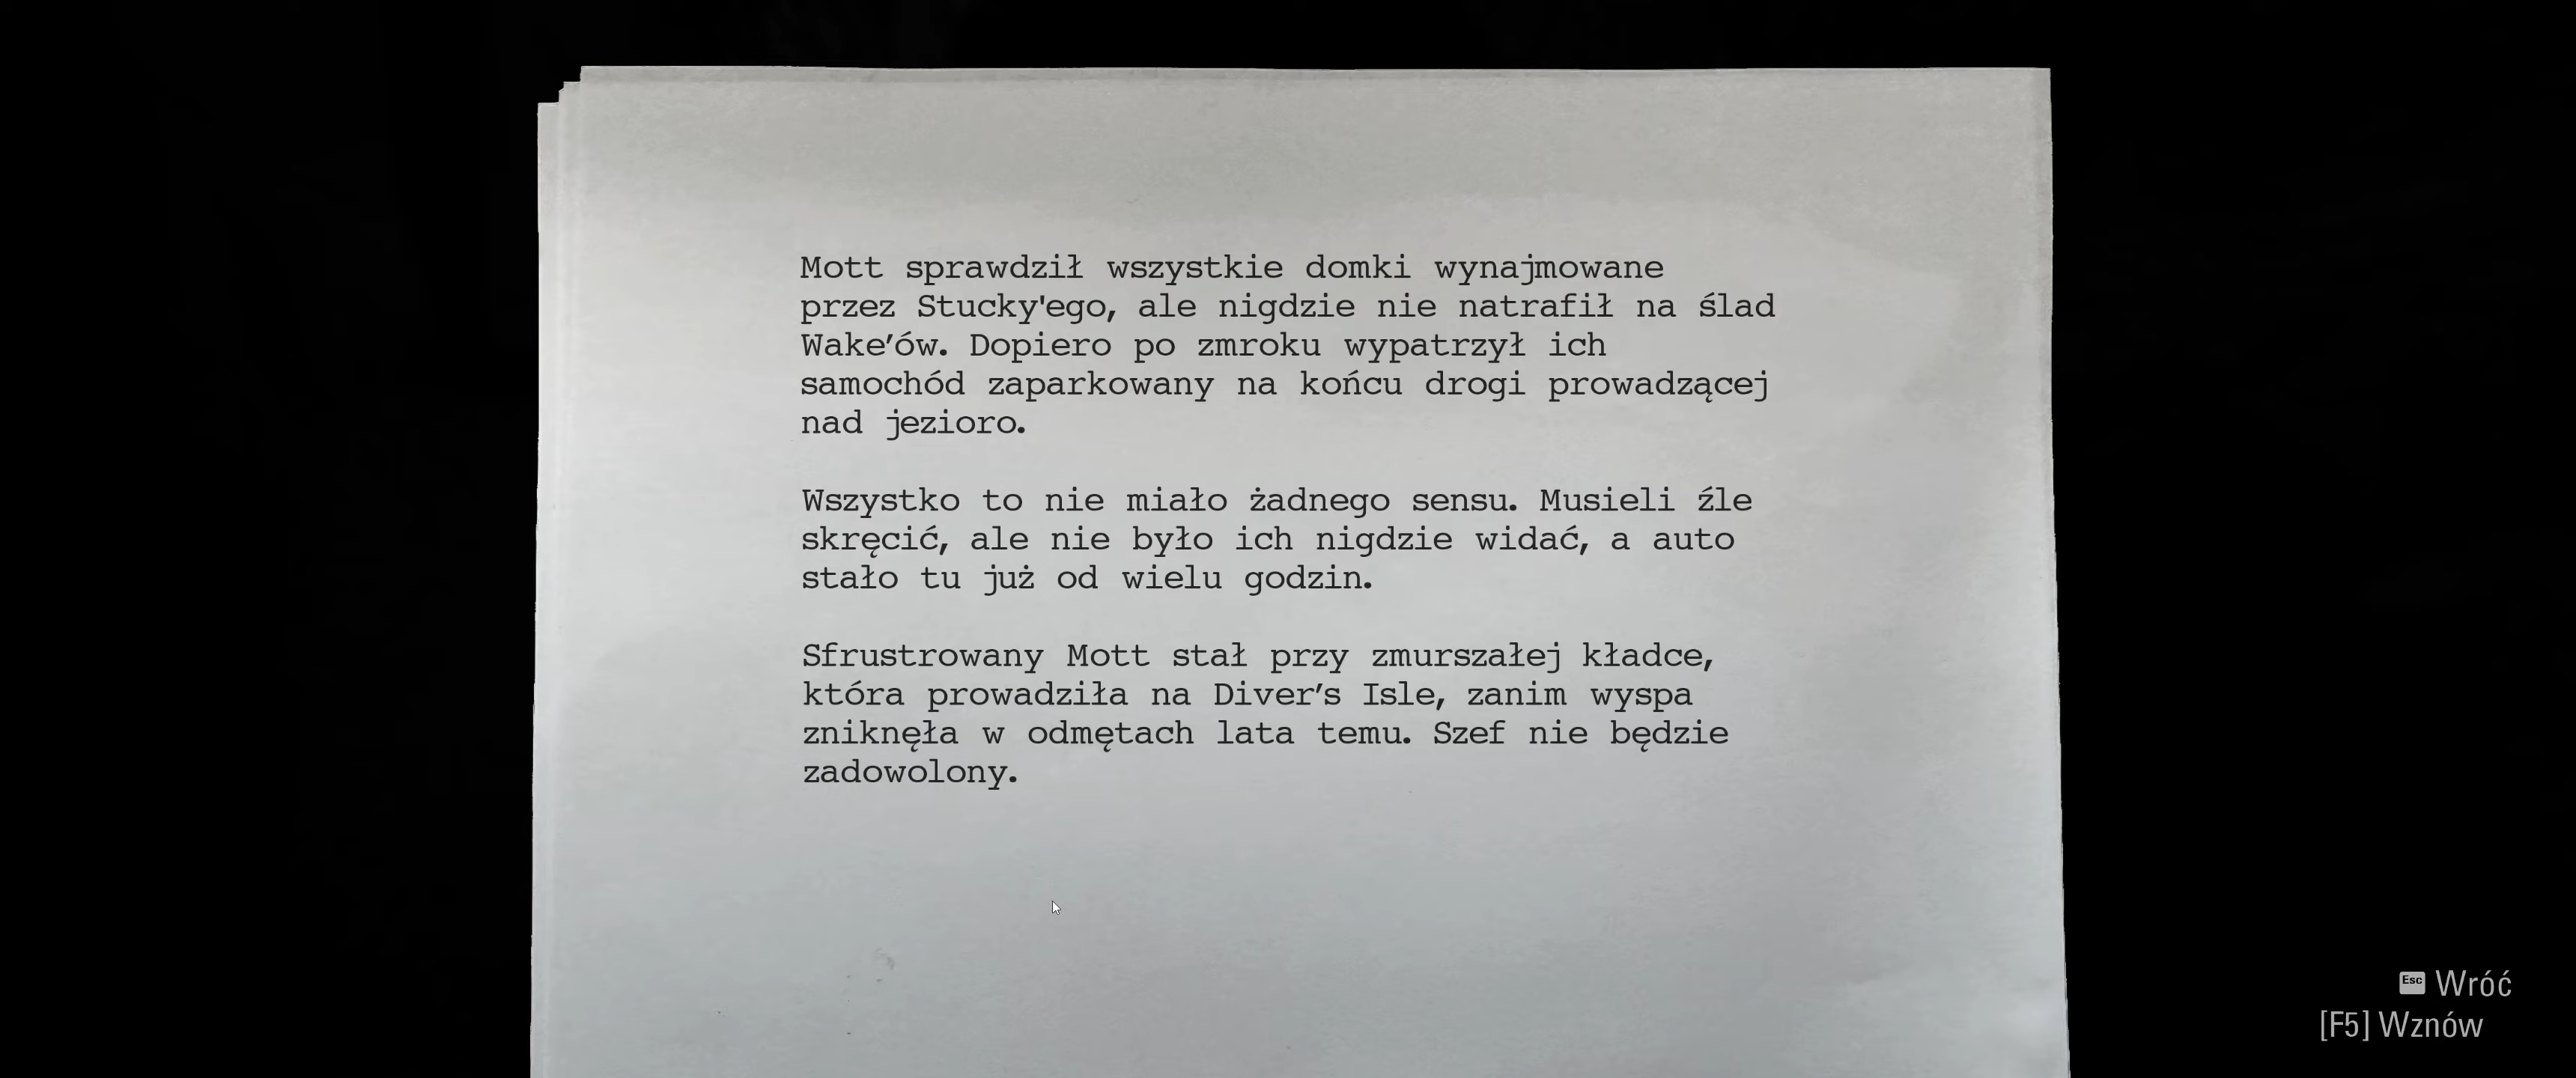 Mott sprawdził wszystkie domki wynajmowane
przez Stucky'ego, ale nigdzie nie natrafił na ślad
Wake’ów. Dopiero po zmroku wypatrzył ich
samochód zaparkowany na końcu drogi prowadzącej
nad jezioro.
Wszystko to nie miało żadnego sensu. Musieli źle
skręcić, ale nie było ich nigdzie widać, a auto
stało tu już od wielu godzin.
Sfrustrowany Mott stał przy zmurszałej kładce,
która prowadziła na Diver’s Isle, zanim wyspa
zniknęła w odmętach lata temu. Szef nie będzie
zadowolony.
Esc Wróć
[F5] Wznów